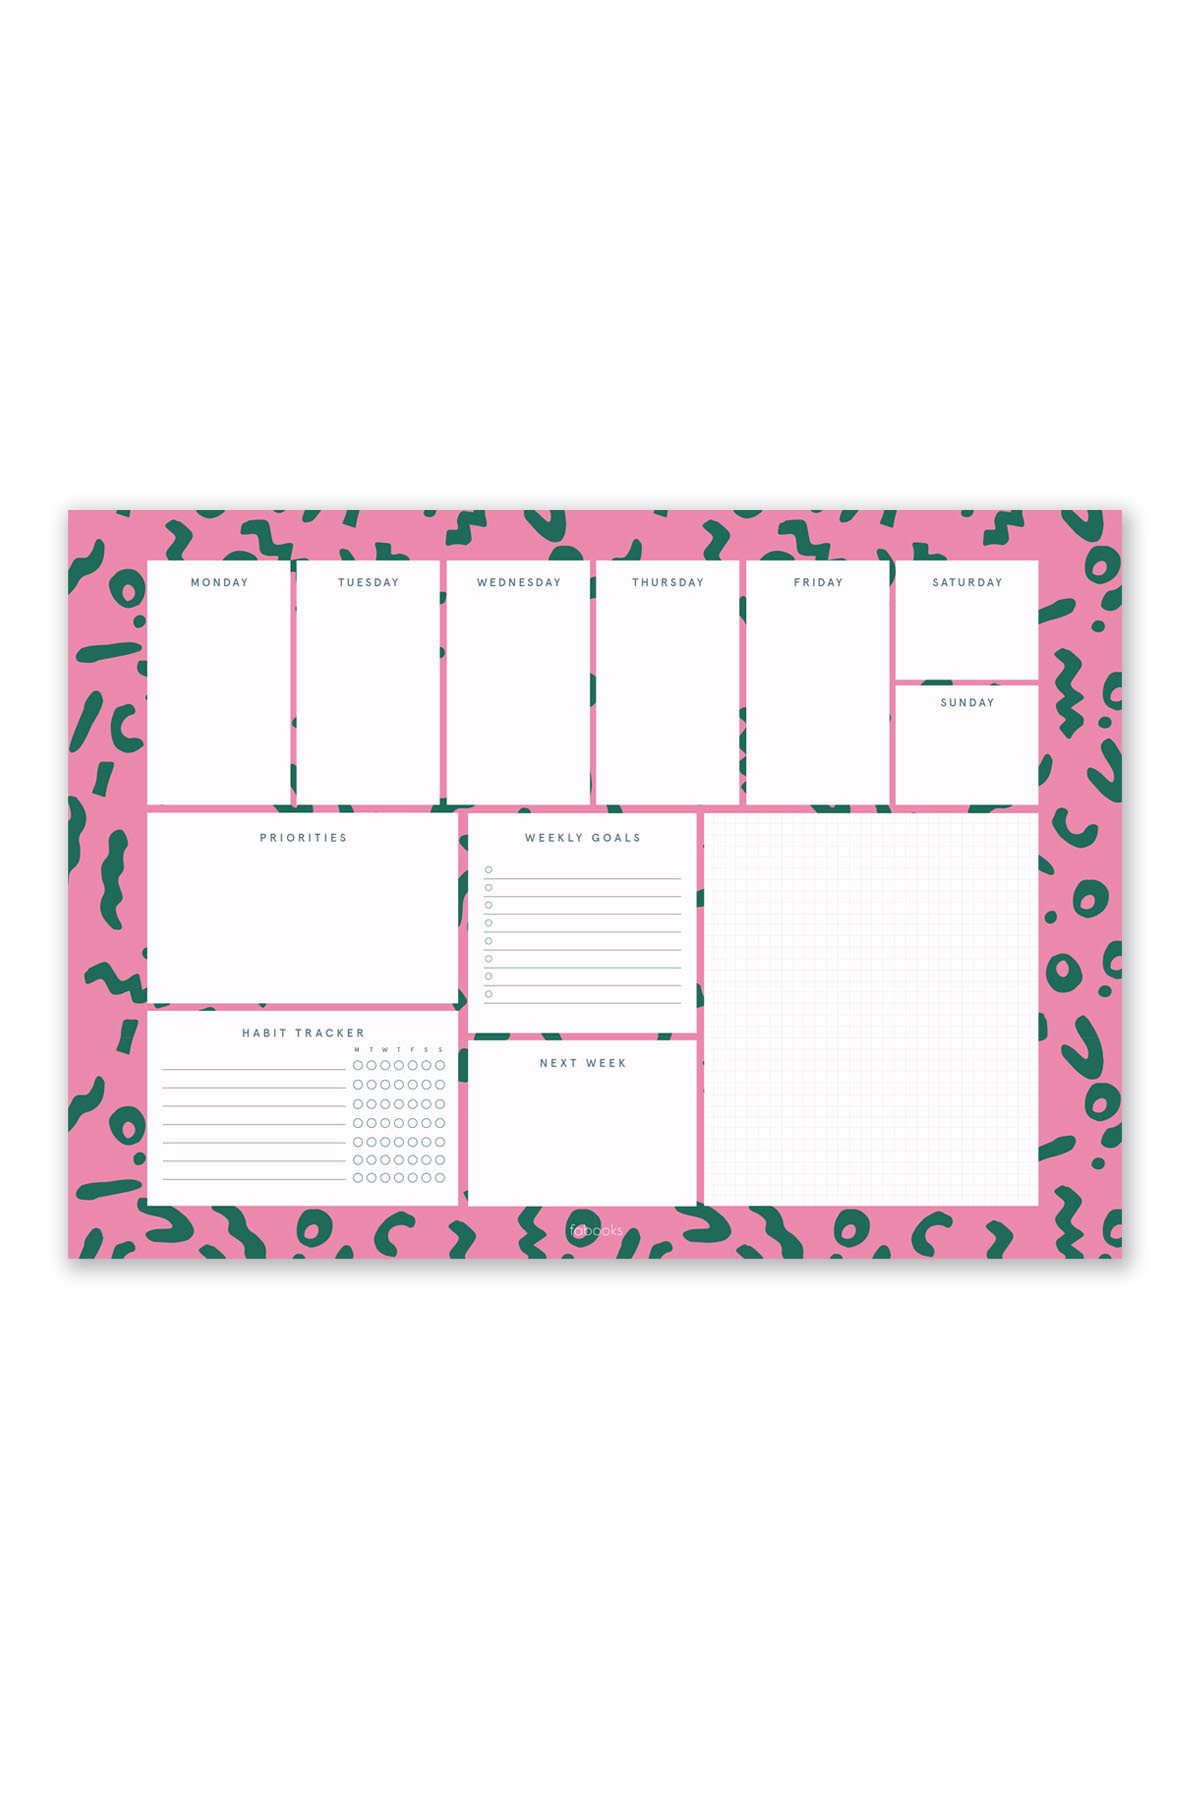 MONDAY
TUESDAY
WEDNESDAY
THURSDAY
FRIDAY
SATURDAY
SUNDAY
PRIORITIES
WEEKLY GOALS
HABIT TRACKER
M T W T F S S
NEXT WEEK
fabooks